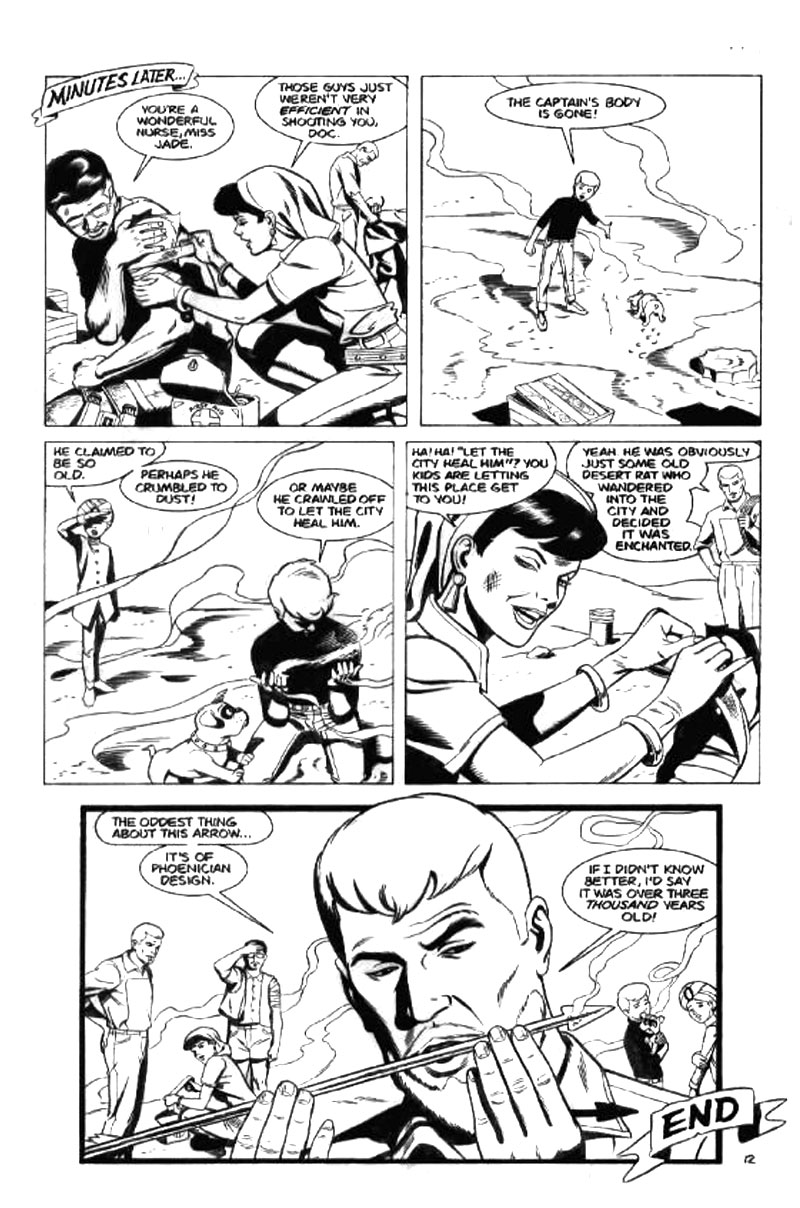 MINUTES LATER...
YOU'RE A
WONDERFUL
NURSE, MISS
JADE.
THOSE GUYS JUST
WEREN'T VERY
EFFICIENT IN
SHOOTING YOU,
DOC.
THE CAPTAIN'S BODY
IS GONE!
HE CLAIMED TO
BE SO
OLD.
PERHAPS HE
CRUMBLED TO
DUST!
OR MAYBE
HE CRAWLED OFF
TO LET THE CITY
HEAL HIM.
HA! HA! "LET THE
CITY HEAL HIM"? YOU
KIDS ARE LETTING
THIS PLACE GET
TO YOU!
YEAH. HE WAS OBVIOUSLY
JUST SOME OLD
DESERT RAT WHO
WANDERED
INTO THE
CITY AND
DECIDED
IT WAS
ENCHANTED.
THE ODDEST THING
ABOUT THIS ARROW...
IT'S OF
PHOENICIAN
DESIGN.
IF I DIDN'T KNOW
BETTER, I'D SAY
IT WAS OVER THREE
THOUSAND YEARS
OLD!
END
12